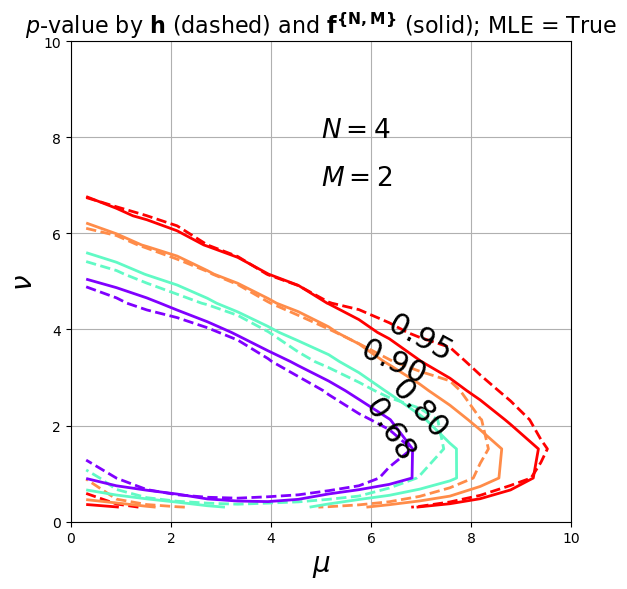 p-value by h (dashed) and f^{N, M} (solid); MLE = True
10
8
6
4
2
0
ν
N = 4
M = 2
0.95
0.90
0.80
0.68
0 2 4 6 8 10
μ